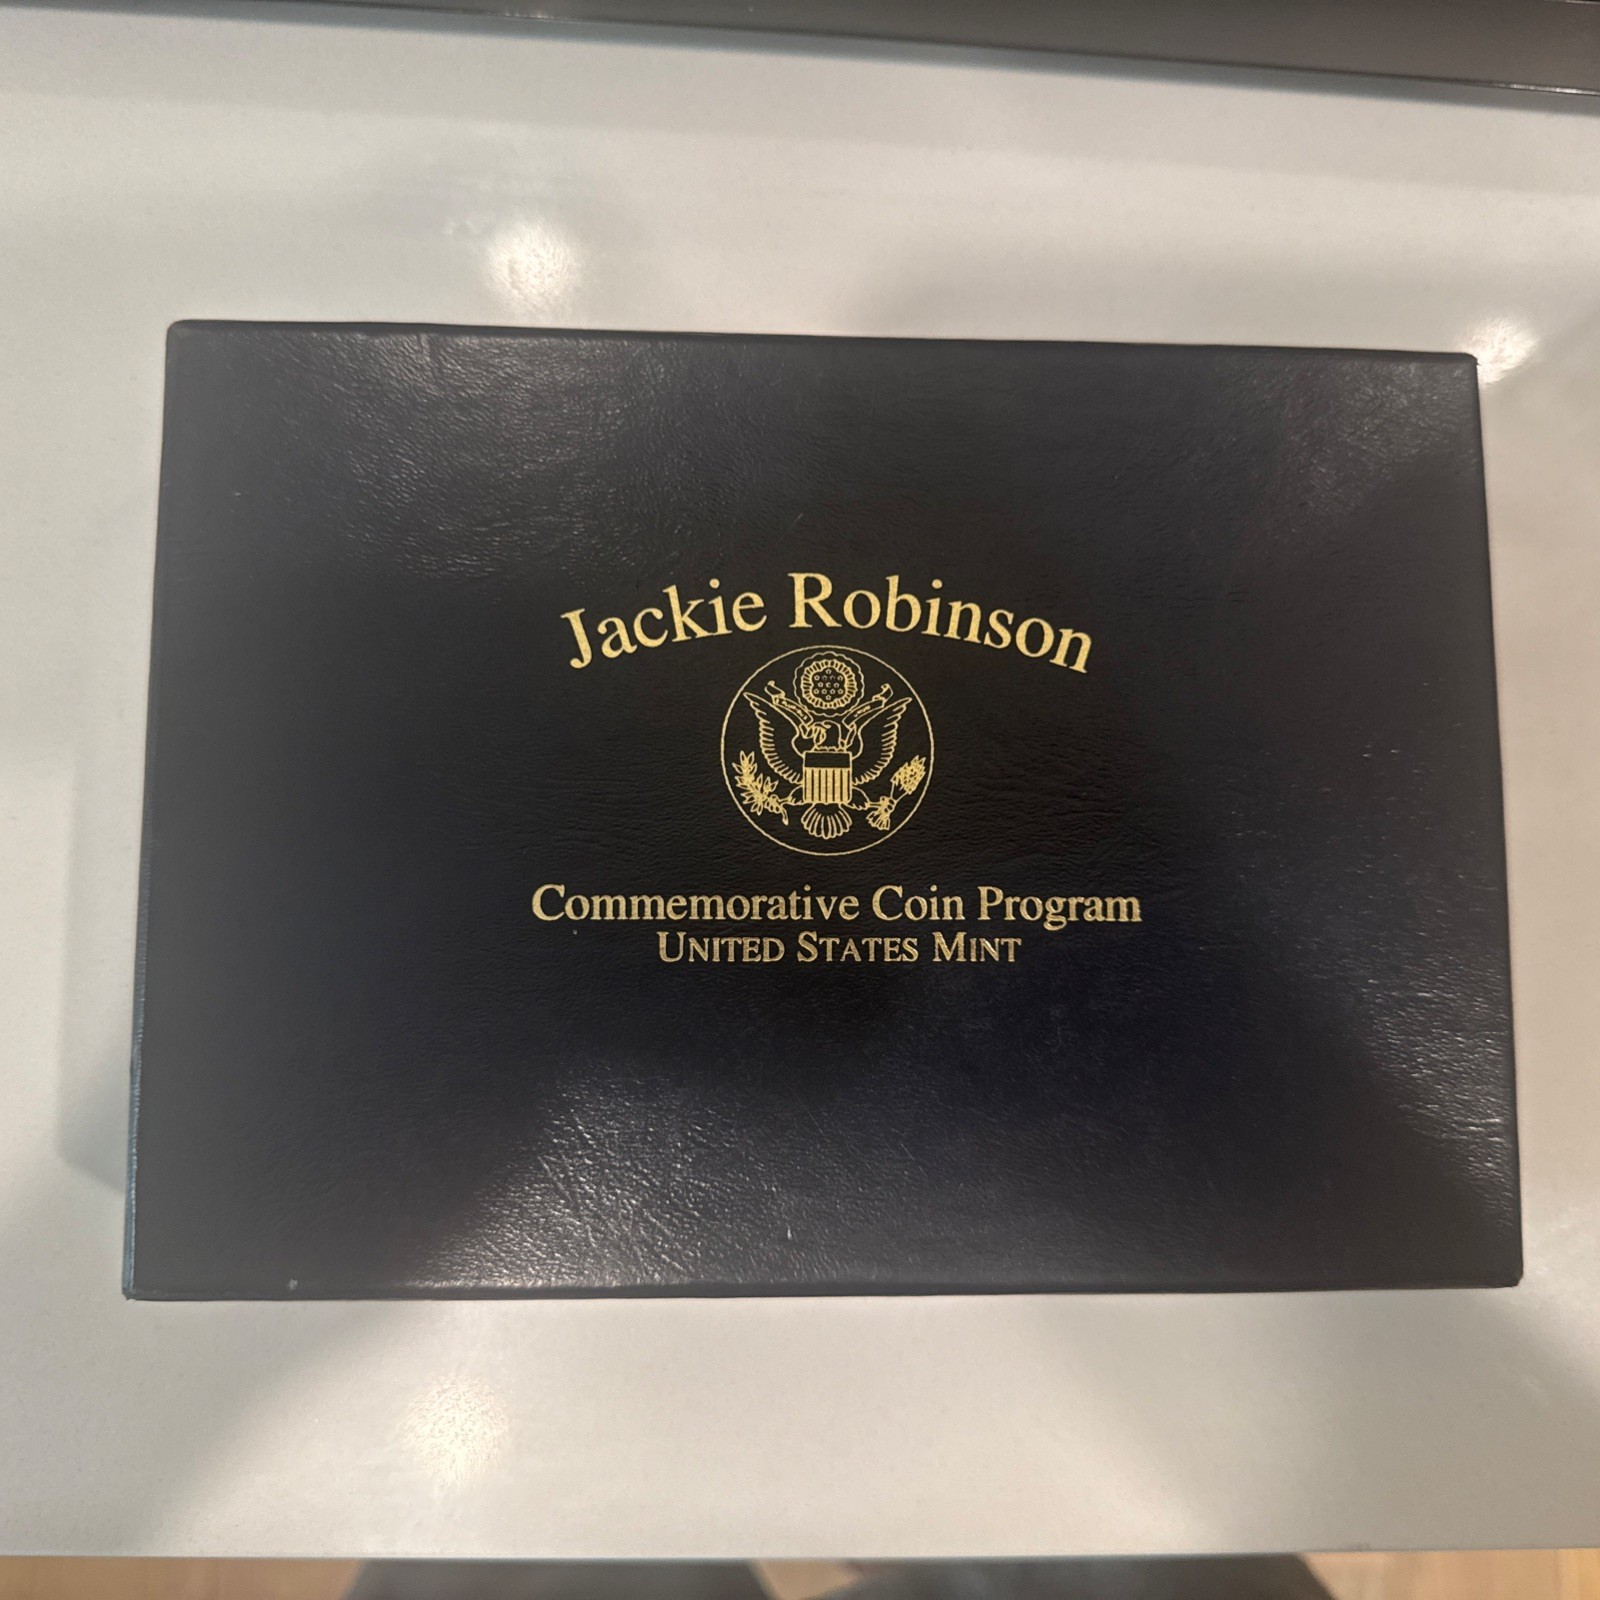 Jackie Robinson
Commemorative Coin Program
UNITED STATES MINT